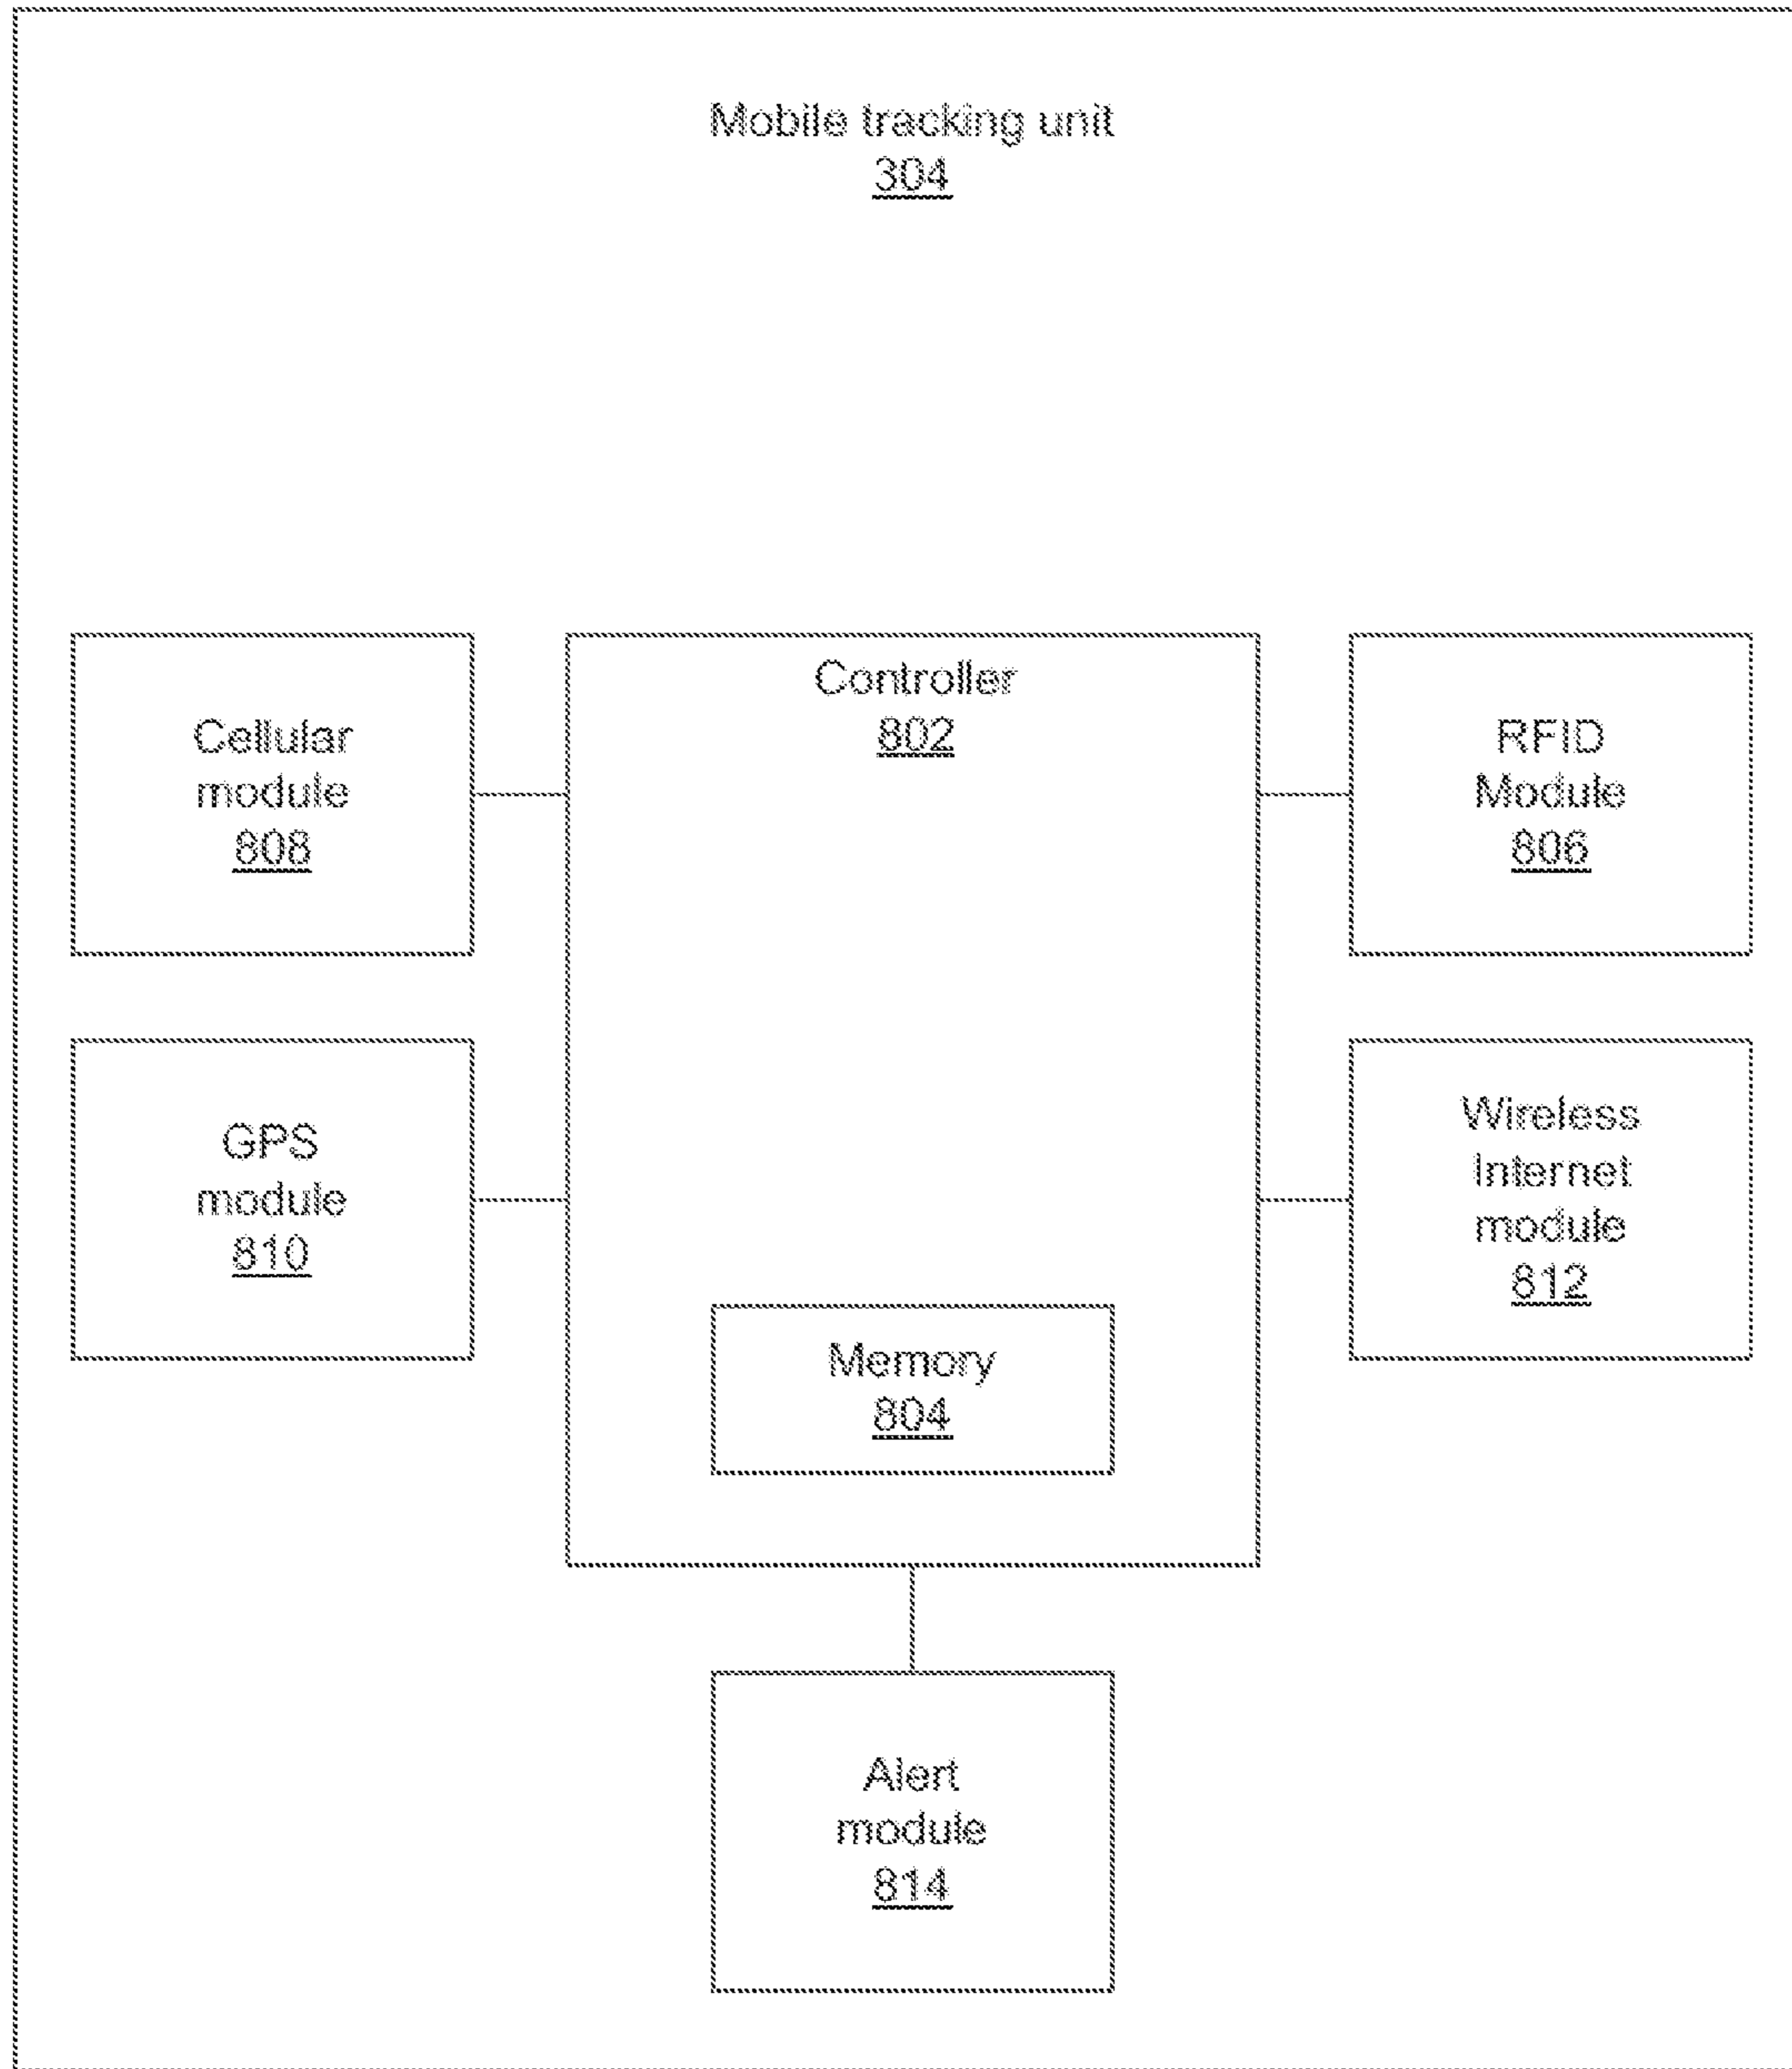 Mobile tracking unit
304
Controller
802
Cellular
module
808
RFID
Module
806
GPS
module
810
Wireless
Internet
module
812
Memory
804
Alert
module
814